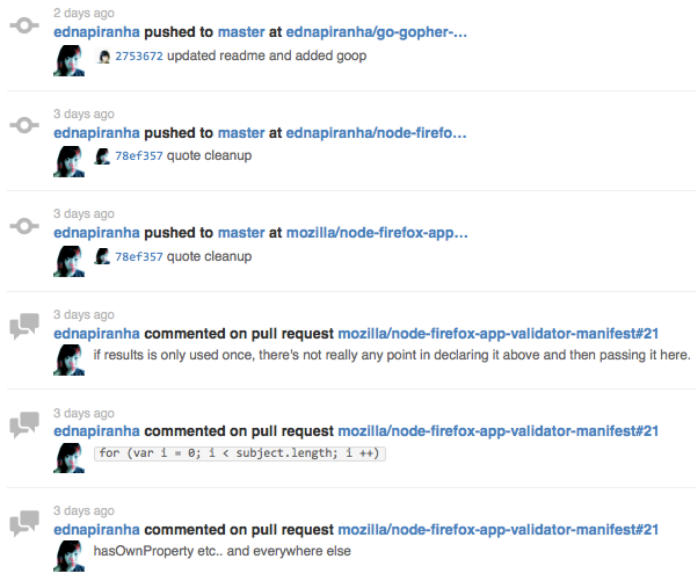 2 days ago
ednapiranha pushed to master at ednapiranha/go-gopher-...
2753672 updated readme and added goop
3 days ago
ednapiranha pushed to master at ednapiranha/node-firefo...
78ef357 quote cleanup
3 days ago
ednapiranha pushed to master at mozilla/node-firefox-app...
78ef357 quote cleanup
3 days ago
ednapiranha commented on pull request mozilla/node-firefox-app-validator-manifest#21
if results is only used once, there's not really any point in declaring it above and then passing it here.
3 days ago
ednapiranha commented on pull request mozilla/node-firefox-app-validator-manifest#21
for (var i = 0; i < subject.length; i ++)
3 days ago
ednapiranha commented on pull request mozilla/node-firefox-app-validator-manifest#21
hasOwnProperty etc.. and everywhere else